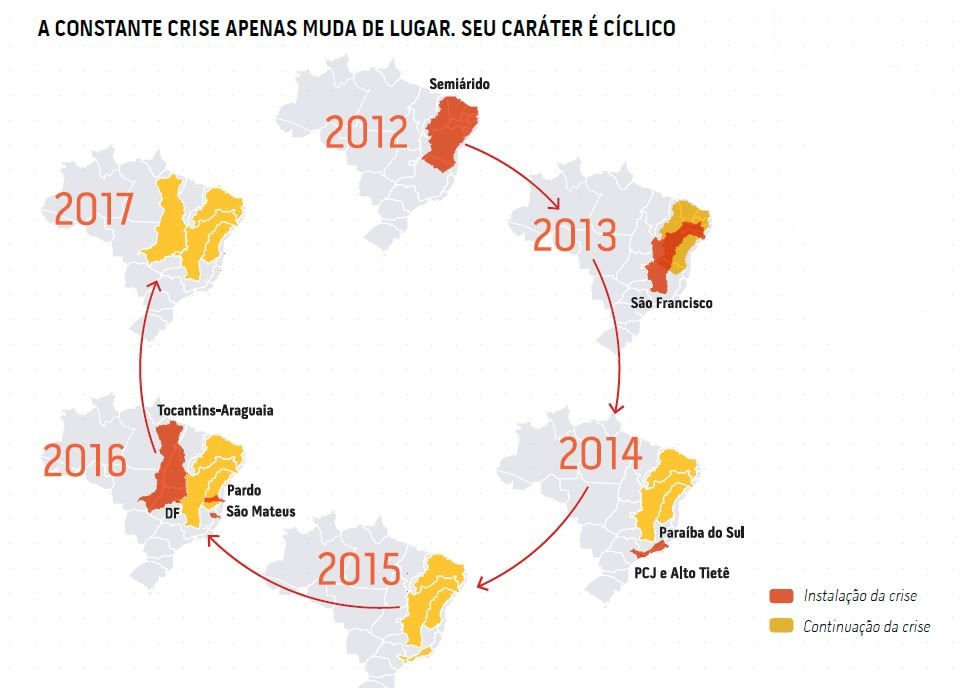 A CONSTANTE CRISE APENAS MUDA DE LUGAR. SEU CARÁTER É CÍCLICO
Semiárido
2012
2013
São Francisco
2014
Paraíba do Sul
PCJ e Alto Tietê
2015
2016
Tocantins-Araguaia
Pardo
DF
São Mateus
2017
Instalação da crise
Continuação da crise